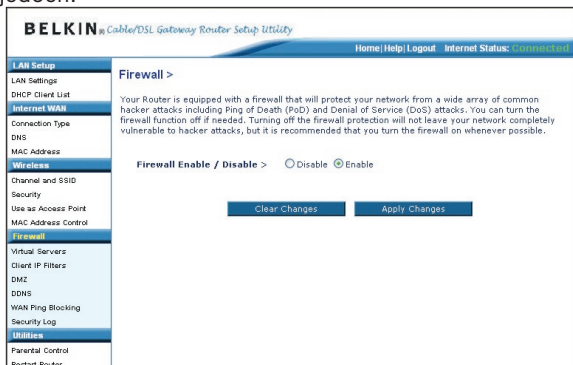 jedoch.
BELKIN® Cable/DSL Gateway Router Setup Utility
Home|Help|Logout Internet Status: Connected
LAN Setup
LAN Settings
DHCP Client List
Internet WAN
Connection Type
DNS
MAC Address
Wireless
Channel and SSID
Security
Use as Access Point
MAC Address Control
Firewall
Virtual Servers
Client IP Filters
DMZ
DDNS
WAN Ping Blocking
Security Log
Utilities
Parental Control
Restart Router
Firewall >
Your Router is equipped with a firewall that will protect your network from a wide array of common
hacker attacks including Ping of Death (PoD) and Denial of Service (DoS) attacks. You can turn the
firewall function off if needed. Turning off the firewall protection will not leave your network completely
vulnerable to hacker attacks, but it is recommended that you turn the firewall on whenever possible.
Firewall Enable / Disable > Disable Enable
Clear Changes Apply Changes